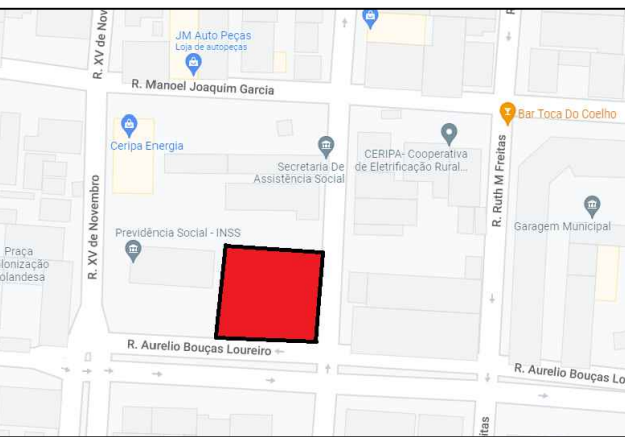 R. XV de Nov
JM Auto Peças
Loja de autopeças
R. Manoel Joaquim Garcia
Bar Toca Do Coelho
Ceripa Energia
Secretaria De
Assistência Social
CERIPA- Cooperativa
de Eletrificação Rural...
R. Ruth M Freitas
Garagem Municipal
R. XV de Novembro
Previdência Social - INSS
Praça
lonização
olandesa
R. Aurelio Bouças Loureiro
R. Aurelio Bouças Lo
itas